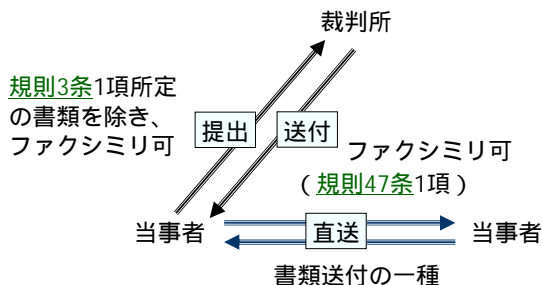 裁判所
規則3条1項所定
の書類を除き、
ファクシミリ可
提出
送付
ファクシミリ可
(規則47条1項)
当事者
直送
当事者
書類送付の一種